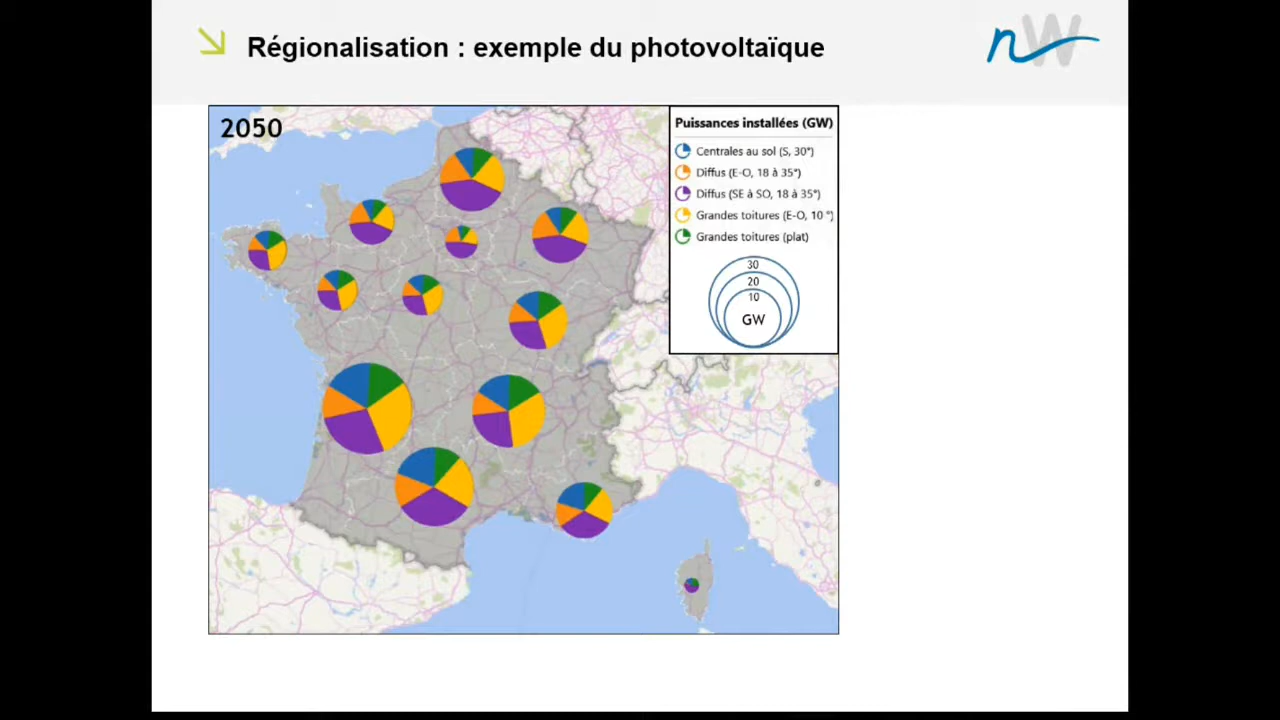 Régionalisation : exemple du photovoltaïque
nW
2050
Puissances installées (GW)
Centrales au sol (S, 30°)
Diffus (E-O, 18 à 35°)
Diffus (SE à SO, 18 à 35°)
Grandes toitures (E-O, 10 °)
Grandes toitures (plat)
30
20
10
GW